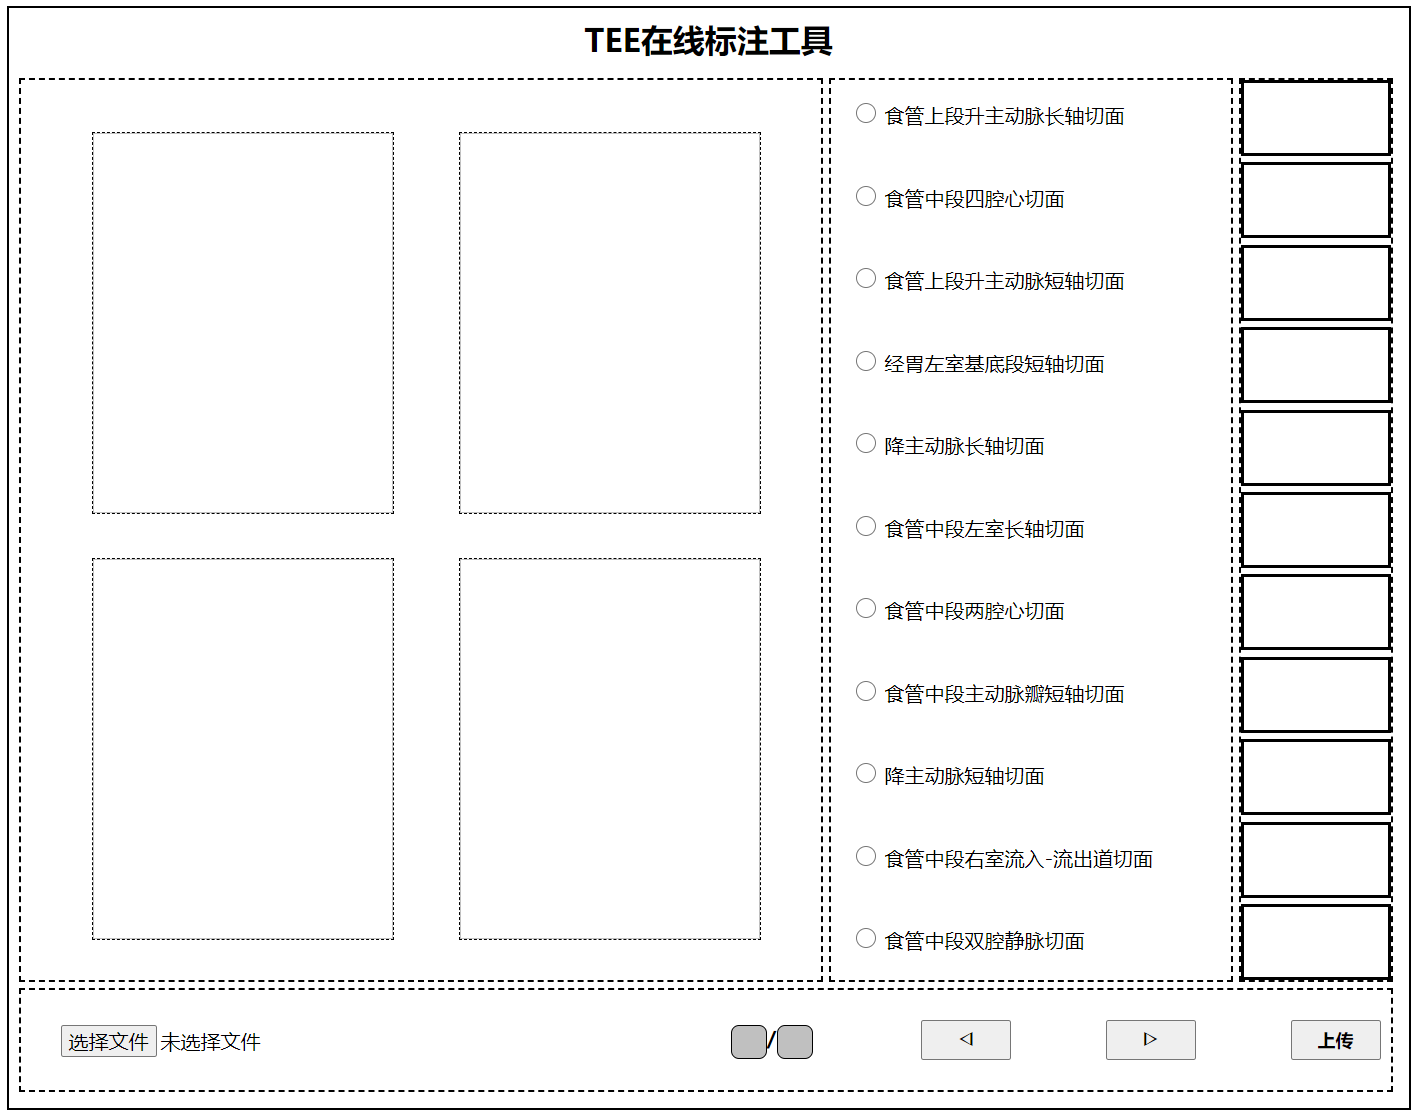 TEE在线标注工具
食管上段升主动脉长轴切面
食管中段四腔心切面
食管上段升主动脉短轴切面
经胃左室基底段短轴切面
降主动脉长轴切面
食管中段左室长轴切面
食管中段两腔心切面
食管中段主动脉瓣短轴切面
降主动脉短轴切面
食管中段右室流入-流出道切面
食管中段双腔静脉切面
选择文件 未选择文件 / 上传